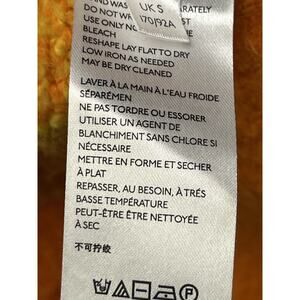 UK S
170/92A
RATELY
DO NOT WR ST
USE ONLY NO
BLEACH
RESHAPE LAY FLAT TO DRY
LOW IRON AS NEEDED
MAY BE DRY CLEANED
LAVER À LA MAIN À L'EAU FROIDE
SÉPARÉMEN
NE PAS TORDRE OU ESSORER
UTILISER UN AGENT DE
BLANCHIMENT SANS CHLORE SI
NÉCESSAIRE
METTRE EN FORME ET SECHER
À PLAT
REPASSER, AU BESOIN, À TRÉS
BASSE TEMPÉRATURE
PEUT-ÊTRE ÊTRE NETTOYÉE
À SEC
不可拧绞